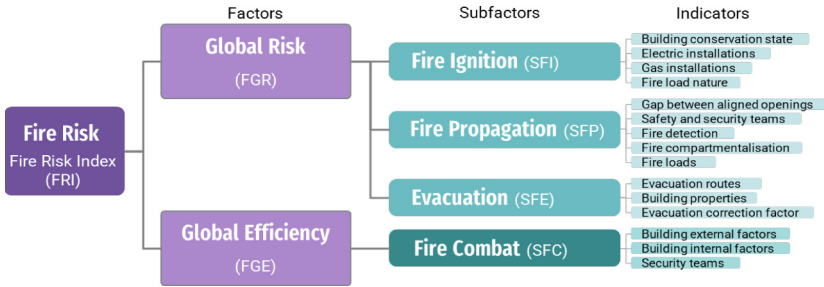 Factors
Subfactors
Indicators
Fire Risk
Fire Risk Index
(FRI)
Global Risk
(FGR)
Global Efficiency
(FGE)
Fire Ignition (SFI)
Fire Propagation (SFP)
Evacuation (SFE)
Fire Combat (SFC)
Building conservation state
Electric installations
Gas installations
Fire load nature
Gap between aligned openings
Safety and security teams
Fire detection
Fire compartmentalisation
Fire loads
Evacuation routes
Building properties
Evacuation correction factor
Building external factors
Building internal factors
Security teams